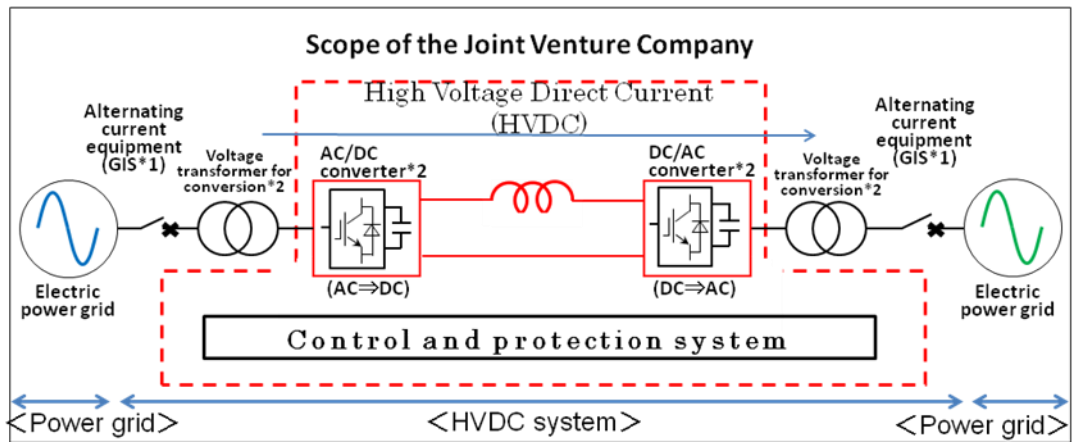 Scope of the Joint Venture Company
High Voltage Direct Current
(HVDC)
Alternating
current
equipment
(GIS*1)
Voltage
transformer for
conversion*2
AC/DC
converter*2
DC/AC
converter*2
Voltage
transformer for
conversion*2
Alternating
current
equipment
(GIS*1)
Electric
power grid
(AC⇒DC)
(DC⇒AC)
Electric
power grid
Control and protection system
<Power grid>
<HVDC system>
<Power grid>